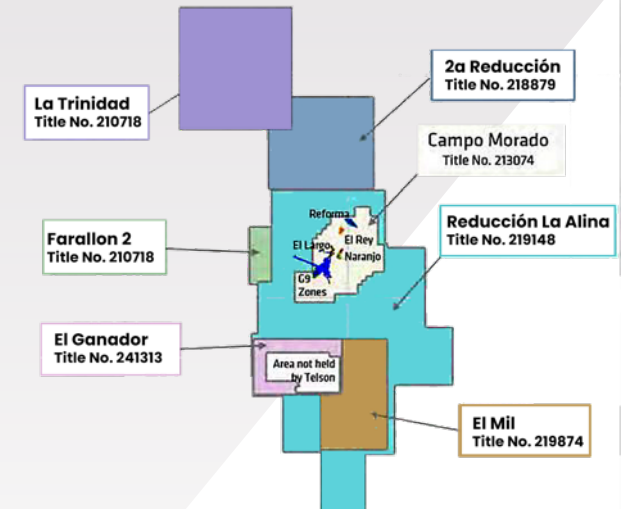 2a Reducción
Title No. 218879
La Trinidad
Title No. 210718
Campo Morado
Title No. 213074
Reforma
Reducción La Alina
Title No. 219148
Farallon 2
Title No. 210718
El Rey
El Largo
Naranjo
G9
Zones
El Ganador
Title No. 241313
Area not held
by Telson
El Mil
Title No. 219874